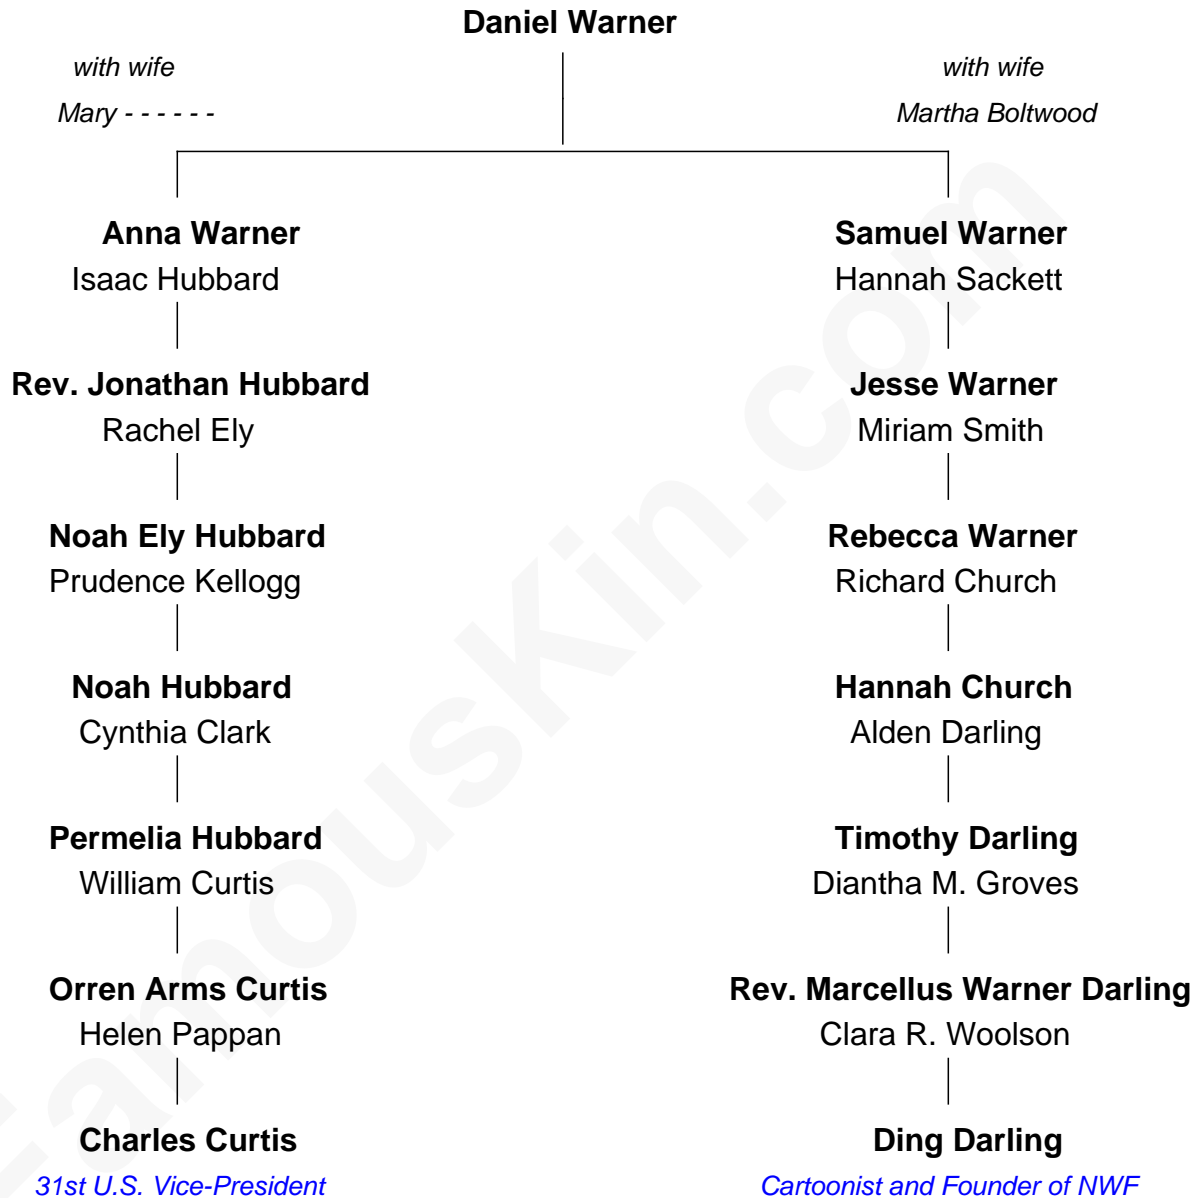 Daniel Warner
with wife
Mary - - - - - -
with wife
Martha Boltwood
Anna Warner
Isaac Hubbard
Samuel Warner
Hannah Sackett
Rev. Jonathan Hubbard
Rachel Ely
Jesse Warner
Miriam Smith
Noah Ely Hubbard
Prudence Kellogg
Rebecca Warner
Richard Church
Noah Hubbard
Cynthia Clark
Hannah Church
Alden Darling
Permelia Hubbard
William Curtis
Timothy Darling
Diantha M. Groves
Orren Arms Curtis
Helen Pappan
Rev. Marcellus Warner Darling
Clara R. Woolson
Charles Curtis
31st U.S. Vice-President
Ding Darling
Cartoonist and Founder of NWF
FamousKin.com